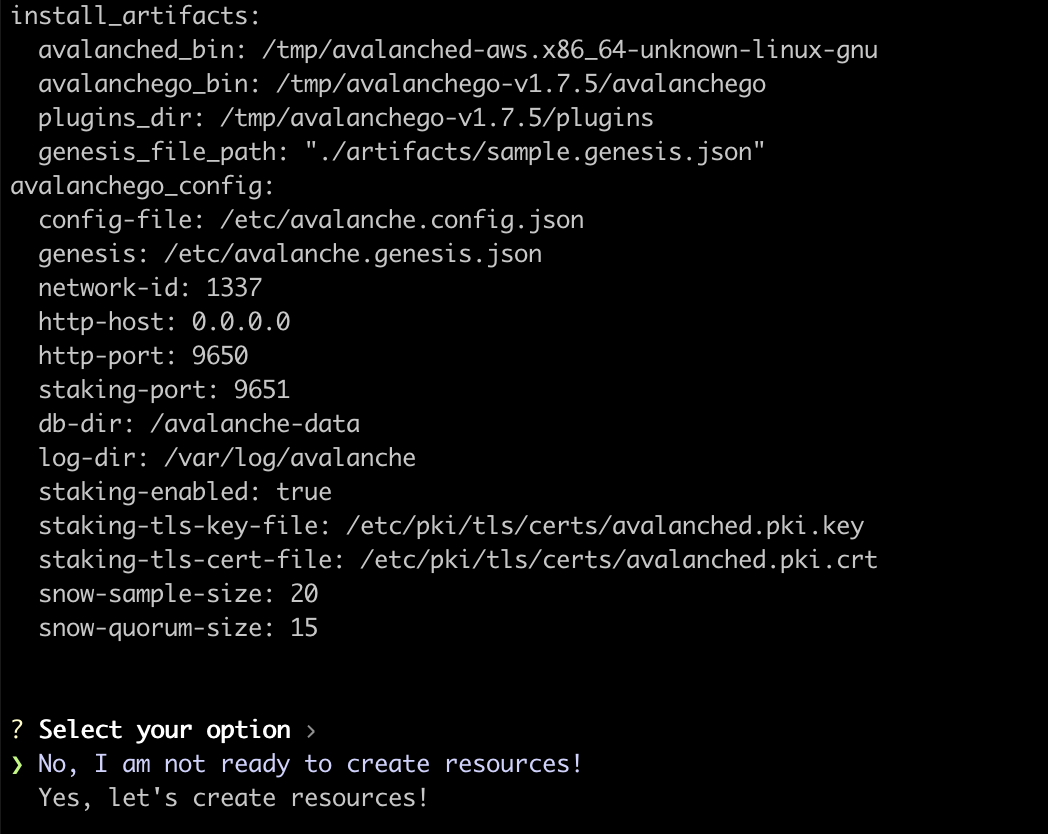 install_artifacts:
  avalanched_bin: /tmp/avalanched-aws.x86_64-unknown-linux-gnu
  avalanchego_bin: /tmp/avalanchego-v1.7.5/avalanchego
  plugins_dir: /tmp/avalanchego-v1.7.5/plugins
  genesis_file_path: "./artifacts/sample.genesis.json"
avalanchego_config:
  config-file: /etc/avalanche.config.json
  genesis: /etc/avalanche.genesis.json
  network-id: 1337
  http-host: 0.0.0.0
  http-port: 9650
  staking-port: 9651
  db-dir: /avalanche-data
  log-dir: /var/log/avalanche
  staking-enabled: true
  staking-tls-key-file: /etc/pki/tls/certs/avalanched.pki.key
  staking-tls-cert-file: /etc/pki/tls/certs/avalanched.pki.crt
  snow-sample-size: 20
  snow-quorum-size: 15
? Select your option ›
❯ No, I am not ready to create resources!
  Yes, let's create resources!